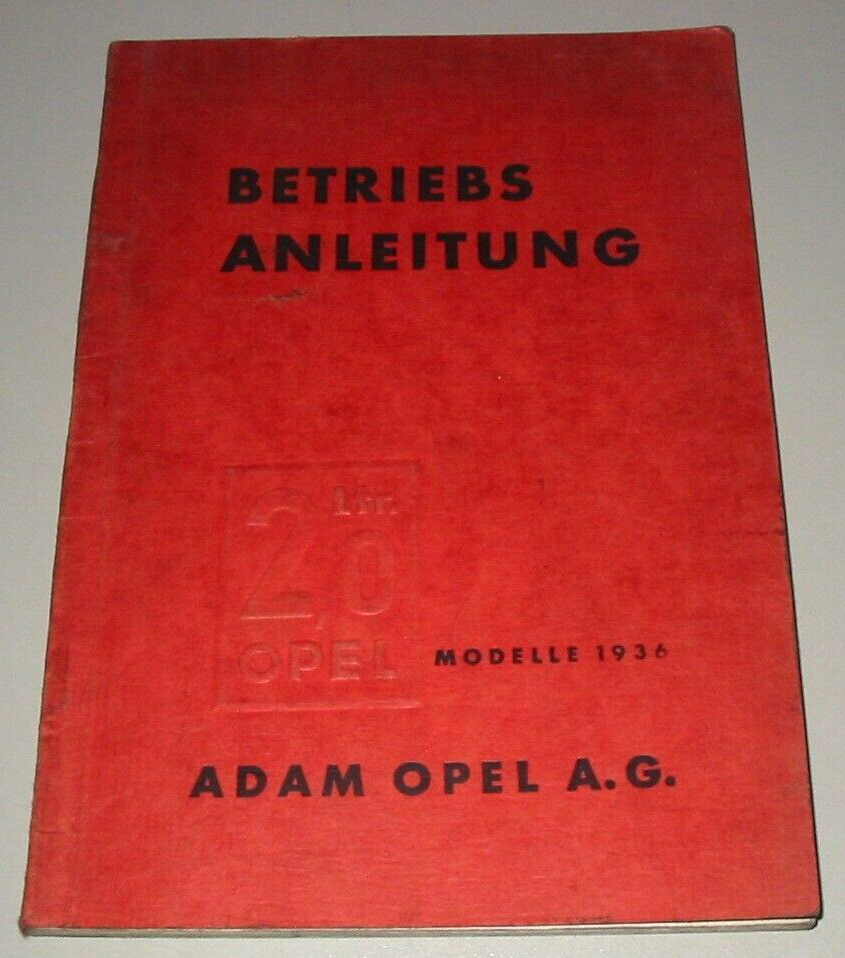 BETRIEBS
ANLEITUNG
2,0 Ltr.
OPEL
MODELLE 1936
ADAM OPEL A.G.